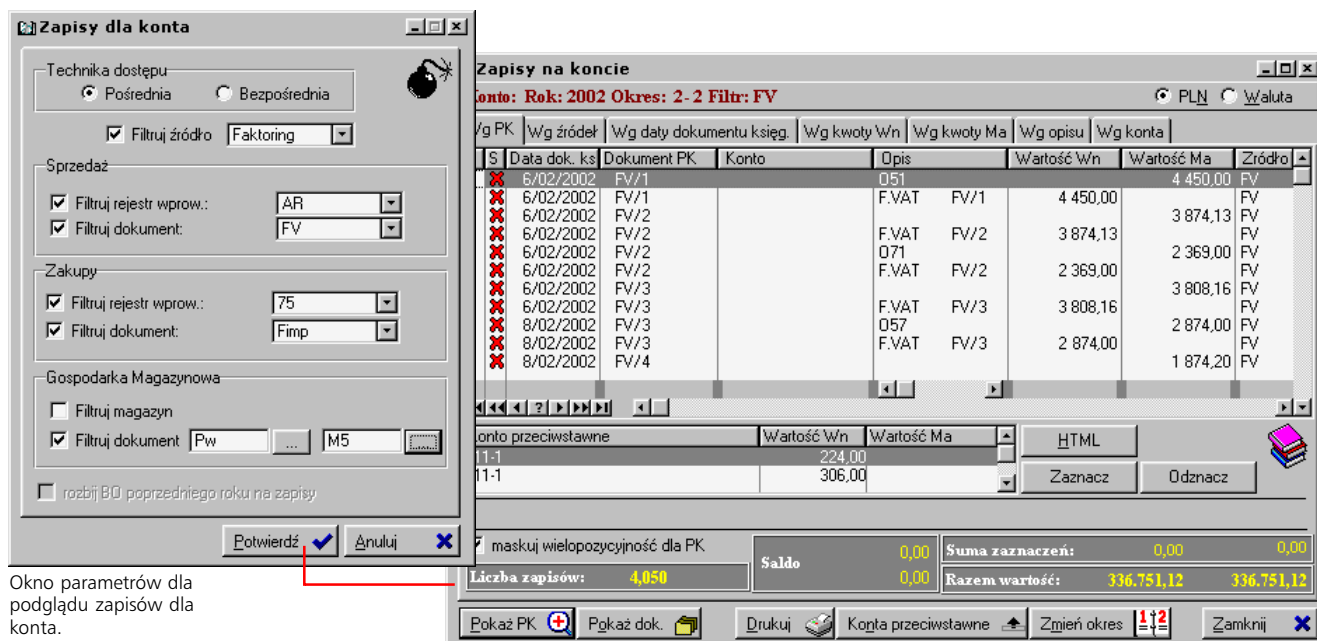 Zapisy dla konta
Technika dostępu
Pośrednia Bezpośrednia
Filtruj źródło Faktoring
Sprzedaż
Filtruj rejestr wprow.: AR
Filtruj dokument: FV
Zakupy
Filtruj rejestr wprow.: 75
Filtruj dokument: Fimp
Gospodarka Magazynowa
Filtruj magazyn
Filtruj dokument Pw ... M5 ...
rozbij BO poprzedniego roku na zapisy
Potwierdź Anuluj
Okno parametrów dla
podglądu zapisów dla
konta.
Zapisy na koncie
Konto: Rok: 2002 Okres: 2- 2 Filtr: FV PLN Waluta
Wg PK Wg źródeł Wg daty dokumentu księg. Wg kwoty Wn Wg kwoty Ma Wg opisu Wg konta
S Data dok. ks Dokument PK Konto Opis Wartość Wn Wartość Ma Zródło
6/02/2002 FV/1 O51 4 450,00 FV
6/02/2002 FV/1 F.VAT FV/1 4 450,00 FV
6/02/2002 FV/2 3 874,13 FV
6/02/2002 FV/2 F.VAT FV/2 3 874,13 FV
6/02/2002 FV/2 O71 2 369,00 FV
6/02/2002 FV/2 F.VAT FV/2 2 369,00 FV
6/02/2002 FV/3 3 808,16 FV
6/02/2002 FV/3 F.VAT FV/3 3 808,16 FV
8/02/2002 FV/3 O57 2 874,00 FV
8/02/2002 FV/3 F.VAT FV/3 2 874,00 FV
8/02/2002 FV/4 1 874,20 FV
?
Konto przeciwstawne Wartość Wn Wartość Ma
11-1 224,00
11-1 306,00
HTML
Zaznacz Odznacz
maskuj wielopozycyjność dla PK
Liczba zapisów: 4,050
Saldo 0,00
0,00
Suma zaznaczeń: 0,00 0,00
Razem wartość: 336.751,12 336.751,12
Pokaż PK Pokaż dok. Drukuj Konta przeciwstawne Zmień okres Zamknij